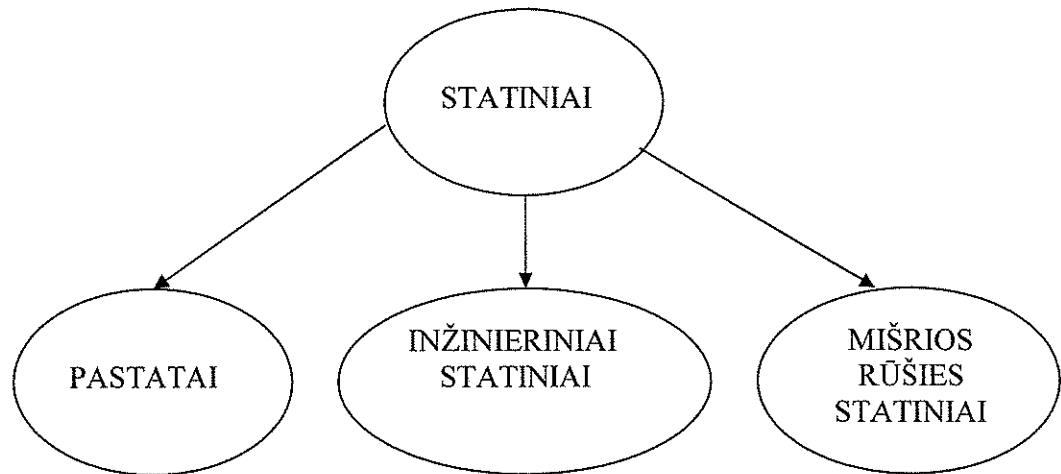 STATINIAI
PASTATAI
INŽINIERINIAI
STATINIAI
MIŠRIOS
RŪŠIES
STATINIAI